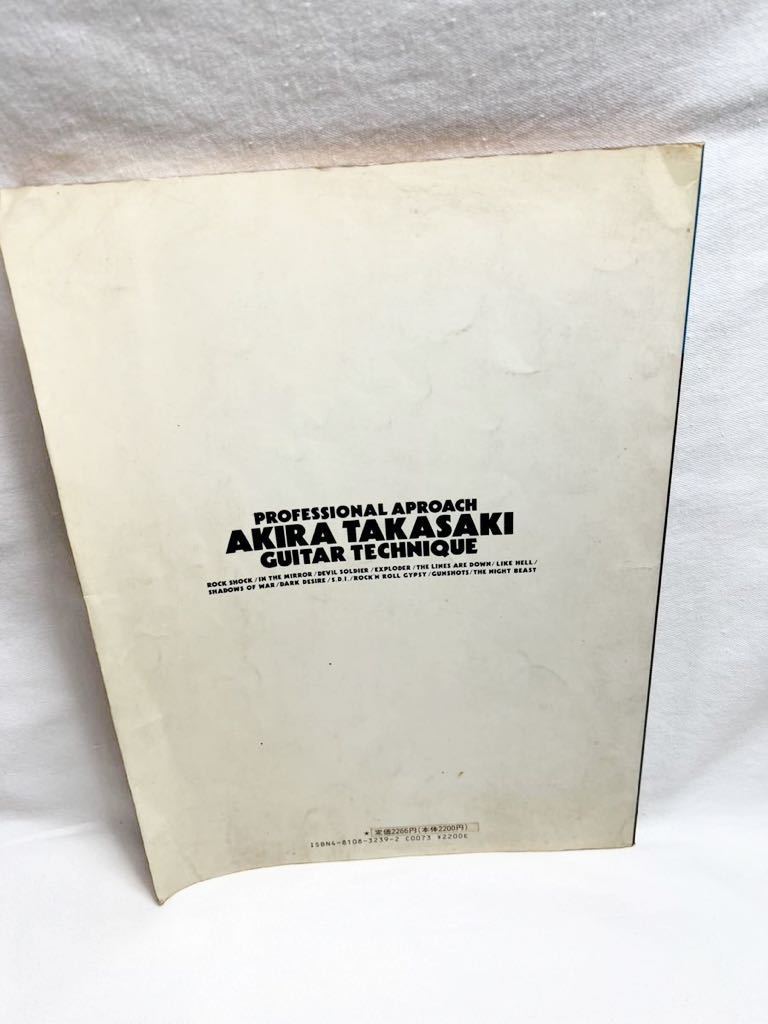 PROFESSIONAL APROACH
AKIRA TAKASAKI
GUITAR TECHNIQUE
ROCK SHOCK/IN THE MIRROR/DEVIL SOLDIER/EXPLODER/THE LINES ARE DOWN/LIKE HELL/
SHADOWS OF WAR/DARK DESIRE/S.D.I./ROCK'N ROLL GYPSY/GUNSHOTS/THE NIGHT BEAST
★定価2266円(本体2200円)
ISBN4-8108-3239-2 C0073 ¥2200E